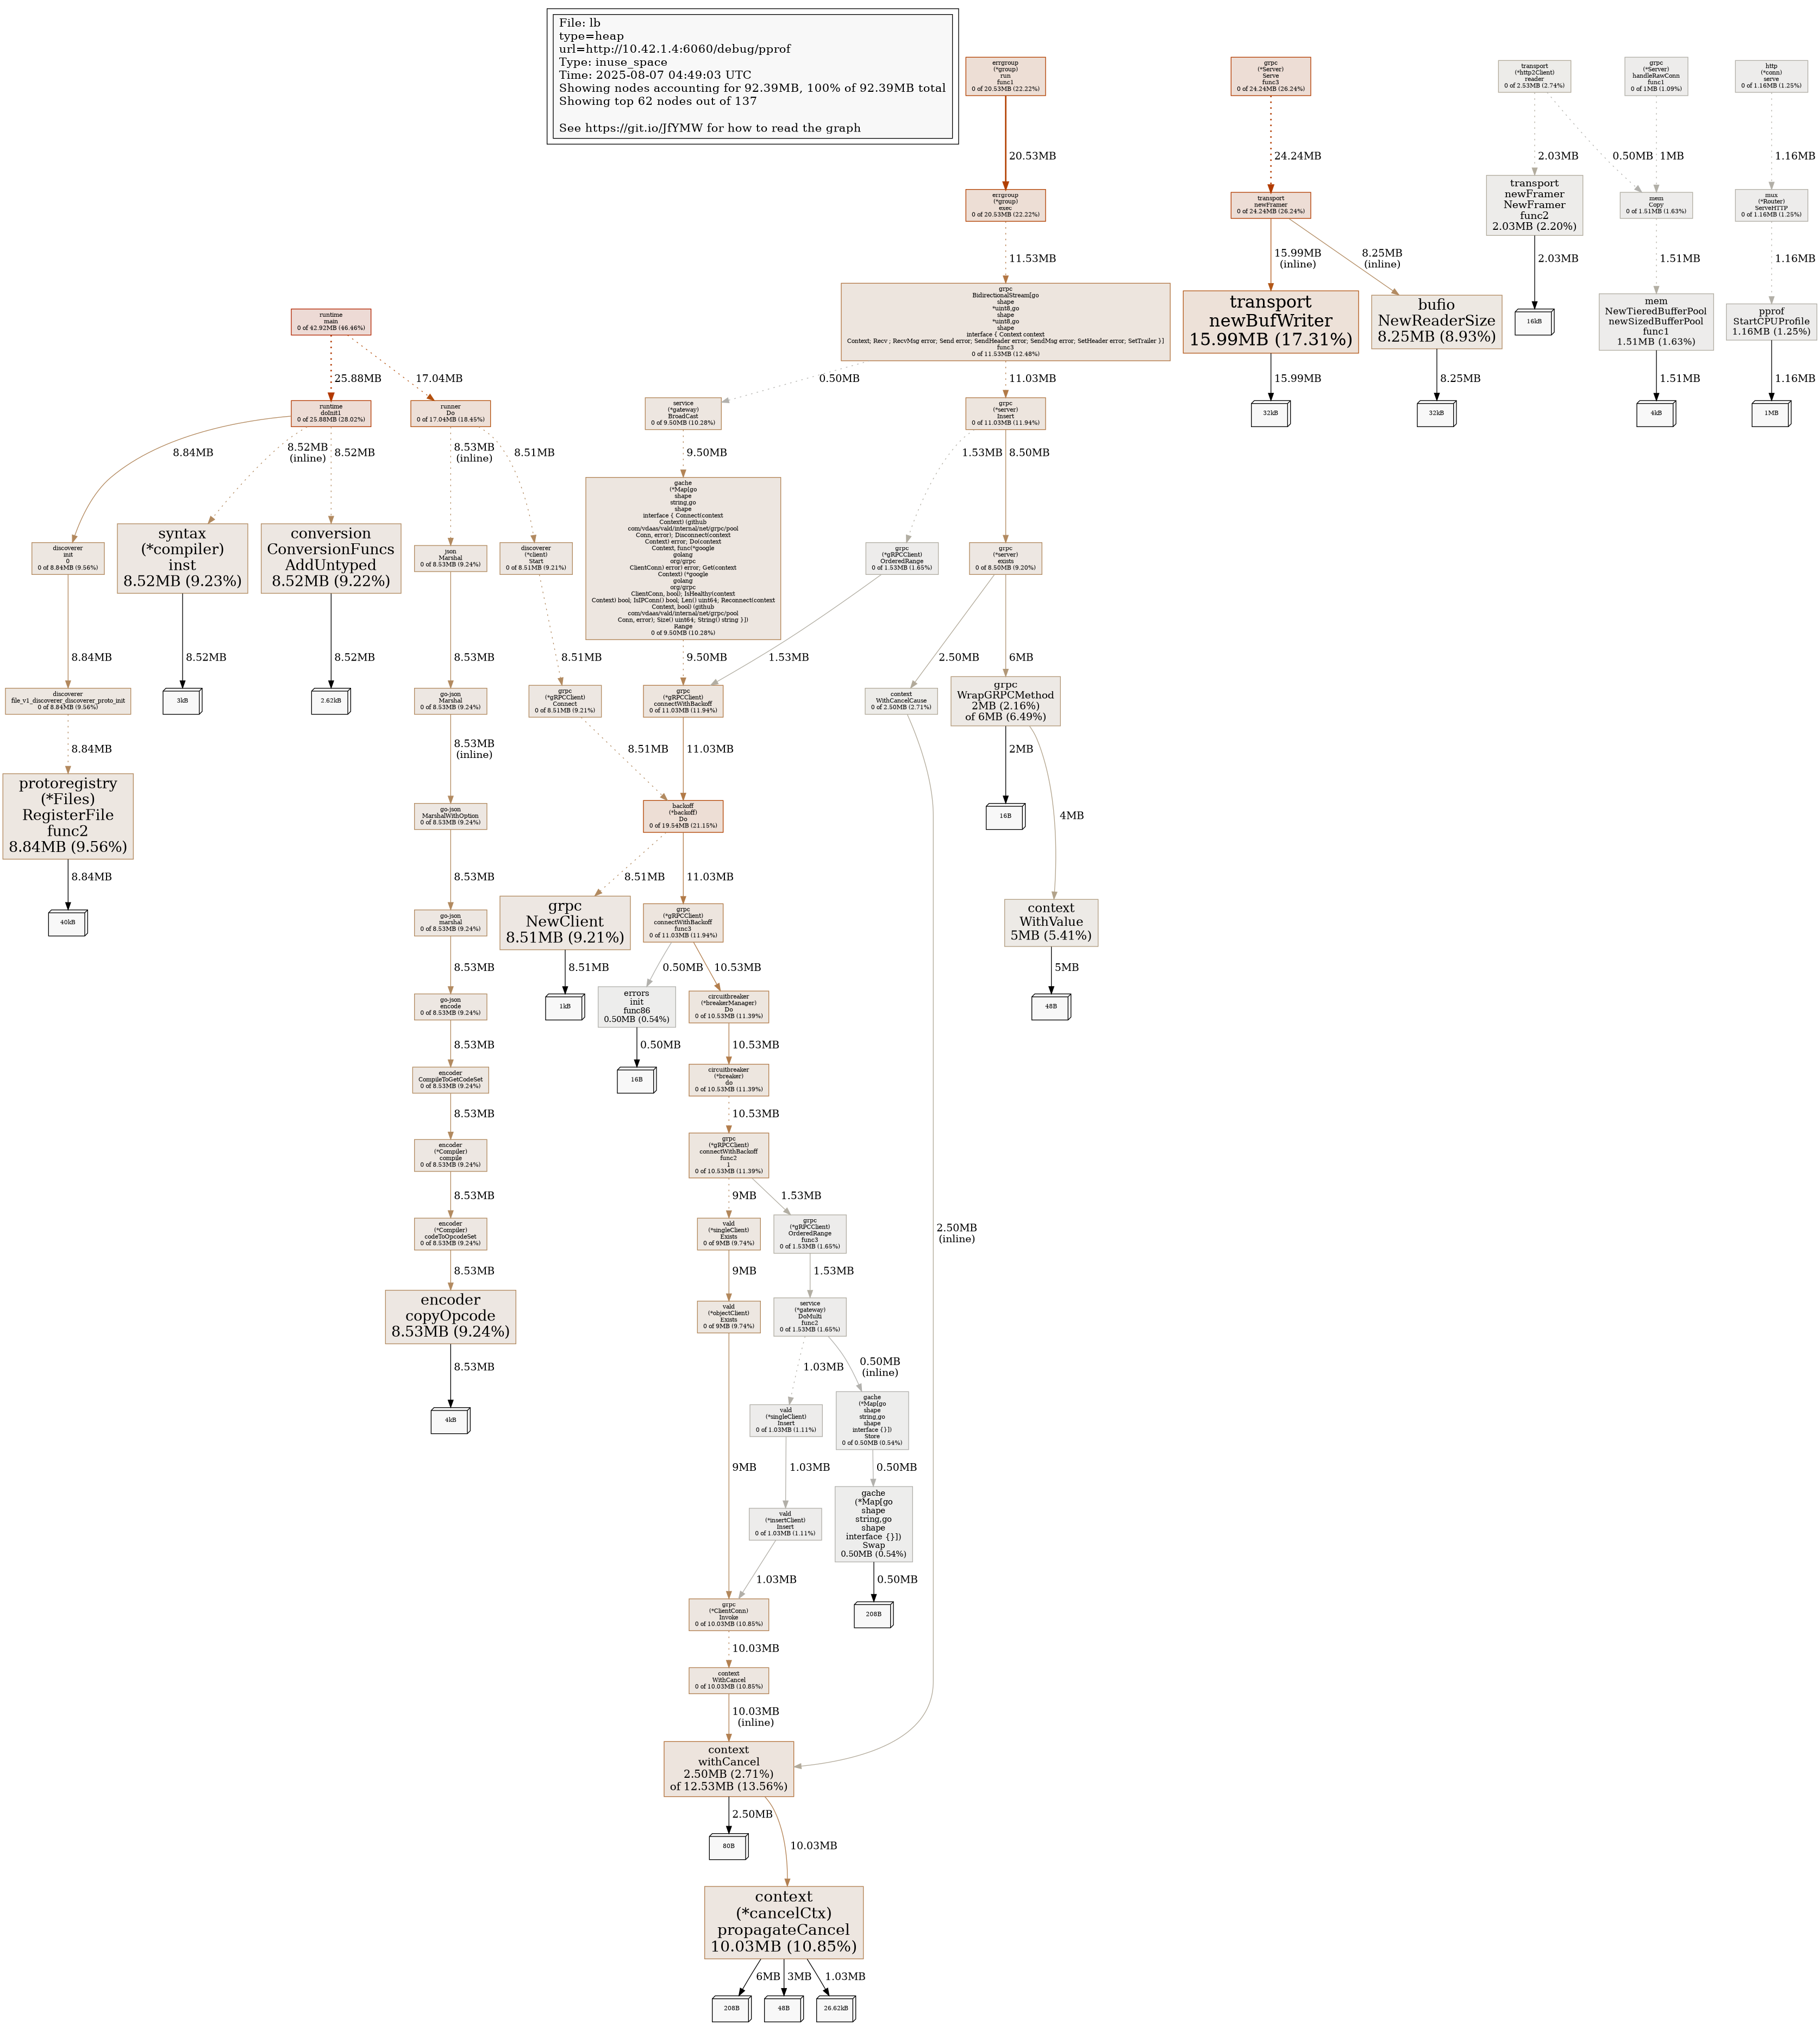 File: lb
type=heap
url=http://10.42.1.4:6060/debug/pprof
Type: inuse_space
Time: 2025-08-07 04:49:03 UTC
Showing nodes accounting for 92.39MB, 100% of 92.39MB total
Showing top 62 nodes out of 137
See https://git.io/JfYMW for how to read the graph
errgroup
(*group)
run
func1
0 of 20.53MB (22.22%)
grpc
(*Server)
Serve
func3
0 of 24.24MB (26.24%)
transport
(*http2Client)
reader
0 of 2.53MB (2.74%)
grpc
(*Server)
handleRawConn
func1
0 of 1MB (1.09%)
http
(*conn)
serve
0 of 1.16MB (1.25%)
20.53MB
24.24MB
2.03MB
0.50MB
1MB
1.16MB
errgroup
(*group)
exec
0 of 20.53MB (22.22%)
transport
newFramer
0 of 24.24MB (26.24%)
transport
newFramer
NewFramer
func2
2.03MB (2.20%)
mem
Copy
0 of 1.51MB (1.63%)
mux
(*Router)
ServeHTTP
0 of 1.16MB (1.25%)
11.53MB
15.99MB
(inline)
8.25MB
(inline)
2.03MB
1.51MB
1.16MB
runtime
main
0 of 42.92MB (46.46%)
grpc
BidirectionalStream[go
shape
*uint8,go
shape
*uint8,go
shape
interface { Context context
Context; Recv ; RecvMsg error; Send error; SendHeader error; SendMsg error; SetHeader error; SetTrailer }]
func3
0 of 11.53MB (12.48%)
transport
newBufWriter
15.99MB (17.31%)
bufio
NewReaderSize
8.25MB (8.93%)
16kB
mem
NewTieredBufferPool
newSizedBufferPool
func1
1.51MB (1.63%)
pprof
StartCPUProfile
1.16MB (1.25%)
25.88MB
17.04MB
0.50MB
11.03MB
15.99MB
8.25MB
1.51MB
1.16MB
runtime
doInit1
0 of 25.88MB (28.02%)
runner
Do
0 of 17.04MB (18.45%)
service
(*gateway)
BroadCast
0 of 9.50MB (10.28%)
grpc
(*server)
Insert
0 of 11.03MB (11.94%)
32kB
32kB
4kB
1MB
8.84MB
8.52MB
(inline)
8.52MB
8.53MB
(inline)
8.51MB
9.50MB
1.53MB
8.50MB
discoverer
init
0
0 of 8.84MB (9.56%)
syntax
(*compiler)
inst
8.52MB (9.23%)
conversion
ConversionFuncs
AddUntyped
8.52MB (9.22%)
json
Marshal
0 of 8.53MB (9.24%)
discoverer
(*client)
Start
0 of 8.51MB (9.21%)
gache
(*Map[go
shape
string,go
shape
interface { Connect(context
Context) (github
com/vdaas/vald/internal/net/grpc/pool
Conn, error); Disconnect(context
Context) error; Do(context
Context, func(*google
golang
org/grpc
ClientConn) error) error; Get(context
Context) (*google
golang
org/grpc
ClientConn, bool); IsHealthy(context
Context) bool; IsIPConn() bool; Len() uint64; Reconnect(context
Context, bool) (github
com/vdaas/vald/internal/net/grpc/pool
Conn, error); Size() uint64; String() string }])
Range
0 of 9.50MB (10.28%)
grpc
(*gRPCClient)
OrderedRange
0 of 1.53MB (1.65%)
grpc
(*server)
exists
0 of 8.50MB (9.20%)
8.84MB
8.52MB
8.52MB
8.53MB
8.51MB
9.50MB
1.53MB
2.50MB
6MB
discoverer
file_v1_discoverer_discoverer_proto_init
0 of 8.84MB (9.56%)
3kB
2.62kB
go-json
Marshal
0 of 8.53MB (9.24%)
grpc
(*gRPCClient)
Connect
0 of 8.51MB (9.21%)
grpc
(*gRPCClient)
connectWithBackoff
0 of 11.03MB (11.94%)
context
WithCancelCause
0 of 2.50MB (2.71%)
grpc
WrapGRPCMethod
2MB (2.16%)
of 6MB (6.49%)
8.84MB
8.53MB
(inline)
8.51MB
11.03MB
2MB
4MB
protoregistry
(*Files)
RegisterFile
func2
8.84MB (9.56%)
go-json
MarshalWithOption
0 of 8.53MB (9.24%)
backoff
(*backoff)
Do
0 of 19.54MB (21.15%)
16B
8.84MB
8.53MB
8.51MB
11.03MB
40kB
go-json
marshal
0 of 8.53MB (9.24%)
grpc
NewClient
8.51MB (9.21%)
grpc
(*gRPCClient)
connectWithBackoff
func3
0 of 11.03MB (11.94%)
context
WithValue
5MB (5.41%)
8.53MB
8.51MB
0.50MB
10.53MB
5MB
go-json
encode
0 of 8.53MB (9.24%)
1kB
errors
init
func86
0.50MB (0.54%)
circuitbreaker
(*breakerManager)
Do
0 of 10.53MB (11.39%)
48B
8.53MB
0.50MB
10.53MB
encoder
CompileToGetCodeSet
0 of 8.53MB (9.24%)
16B
circuitbreaker
(*breaker)
do
0 of 10.53MB (11.39%)
8.53MB
10.53MB
encoder
(*Compiler)
compile
0 of 8.53MB (9.24%)
grpc
(*gRPCClient)
connectWithBackoff
func2
1
0 of 10.53MB (11.39%)
8.53MB
9MB
1.53MB
encoder
(*Compiler)
codeToOpcodeSet
0 of 8.53MB (9.24%)
vald
(*singleClient)
Exists
0 of 9MB (9.74%)
grpc
(*gRPCClient)
OrderedRange
func3
0 of 1.53MB (1.65%)
2.50MB
(inline)
8.53MB
9MB
1.53MB
encoder
copyOpcode
8.53MB (9.24%)
vald
(*objectClient)
Exists
0 of 9MB (9.74%)
service
(*gateway)
DoMulti
func2
0 of 1.53MB (1.65%)
8.53MB
1.03MB
0.50MB
(inline)
4kB
vald
(*singleClient)
Insert
0 of 1.03MB (1.11%)
gache
(*Map[go
shape
string,go
shape
interface {}])
Store
0 of 0.50MB (0.54%)
9MB
1.03MB
0.50MB
vald
(*insertClient)
Insert
0 of 1.03MB (1.11%)
gache
(*Map[go
shape
string,go
shape
interface {}])
Swap
0.50MB (0.54%)
1.03MB
0.50MB
grpc
(*ClientConn)
Invoke
0 of 10.03MB (10.85%)
208B
10.03MB
context
WithCancel
0 of 10.03MB (10.85%)
10.03MB
(inline)
context
withCancel
2.50MB (2.71%)
of 12.53MB (13.56%)
2.50MB
10.03MB
80B
context
(*cancelCtx)
propagateCancel
10.03MB (10.85%)
6MB
3MB
1.03MB
208B
48B
26.62kB